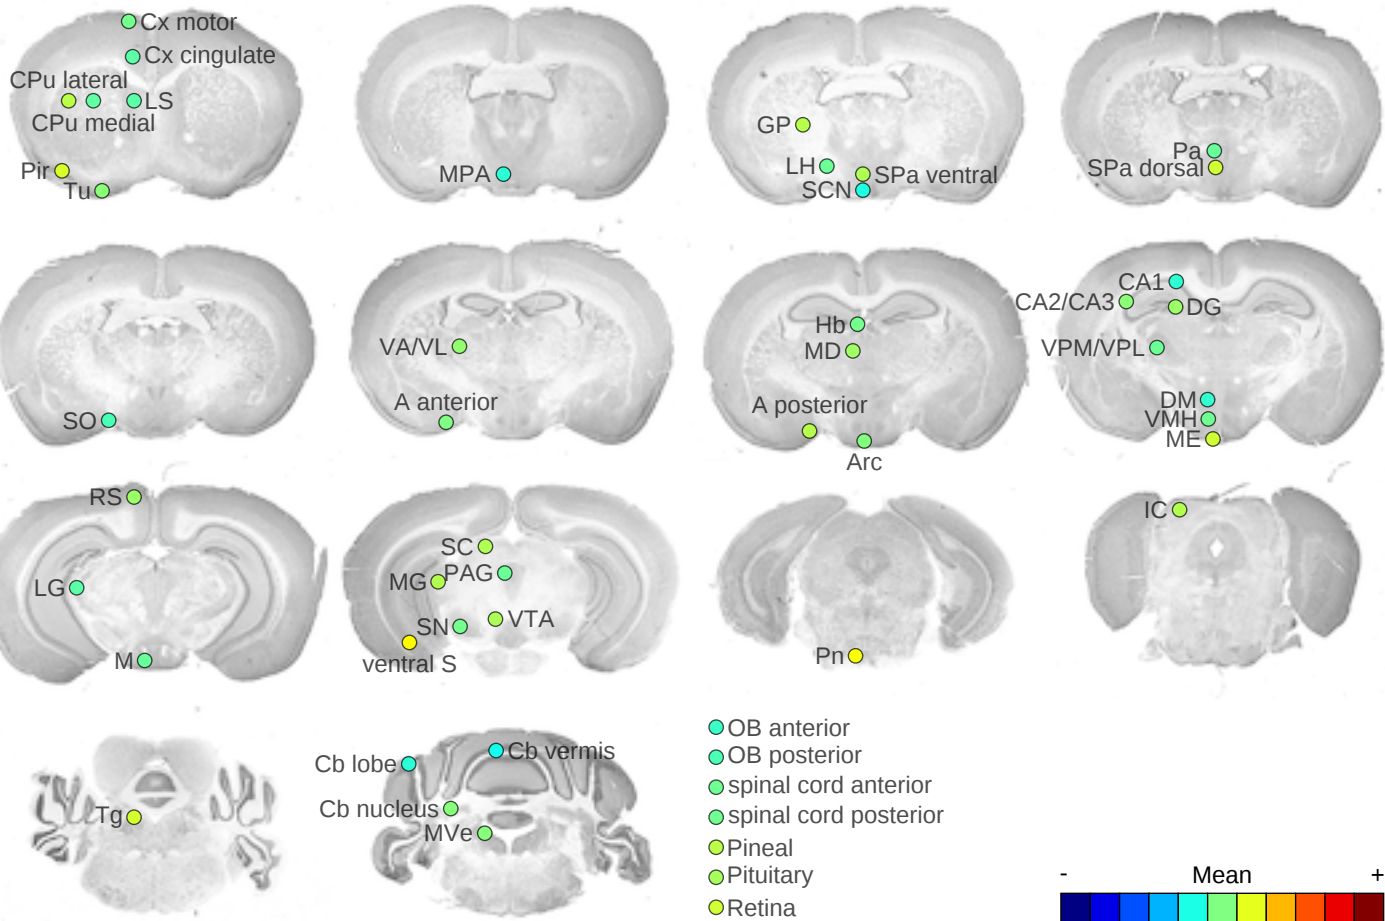 Cx motor
Cx cingulate
CPu lateral
LS
CPu medial
Pir
Tu
MPA
GP
LH
SPa ventral
SCN
Pa
SPa dorsal
SO
VA/VL
A anterior
Hb
MD
A posterior
Arc
CA1
CA2/CA3
DG
VPM/VPL
DM
VMH
ME
RS
LG
M
SC
MG
PAG
SN
VTA
ventral S
Pn
IC
Tg
Cb lobe
Cb vermis
Cb nucleus
MVe
OB anterior
OB posterior
spinal cord anterior
spinal cord posterior
Pineal
Pituitary
Retina
- Mean +